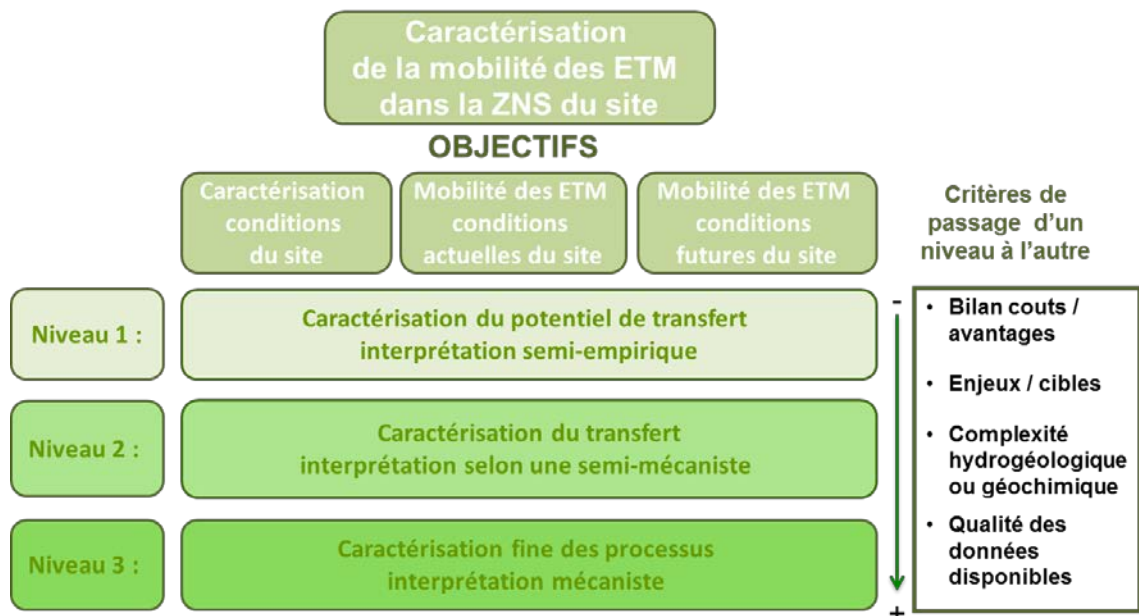 Caractérisation
de la mobilité des ETM
dans la ZNS du site
OBJECTIFS
Caractérisation
conditions
du site
Mobilité des ETM
conditions
actuelles du site
Mobilité des ETM
conditions
futures du site
Critères de
passage d'un
niveau à l'autre
Niveau 1 :
Caractérisation du potentiel de transfert
interprétation semi-empirique
Niveau 2 :
Caractérisation du transfert
interprétation selon une semi-mécaniste
Niveau 3 :
Caractérisation fine des processus
interprétation mécaniste
-
• Bilan couts /
avantages
• Enjeux / cibles
• Complexité
hydrogéologique
ou géochimique
• Qualité des
données
disponibles
+